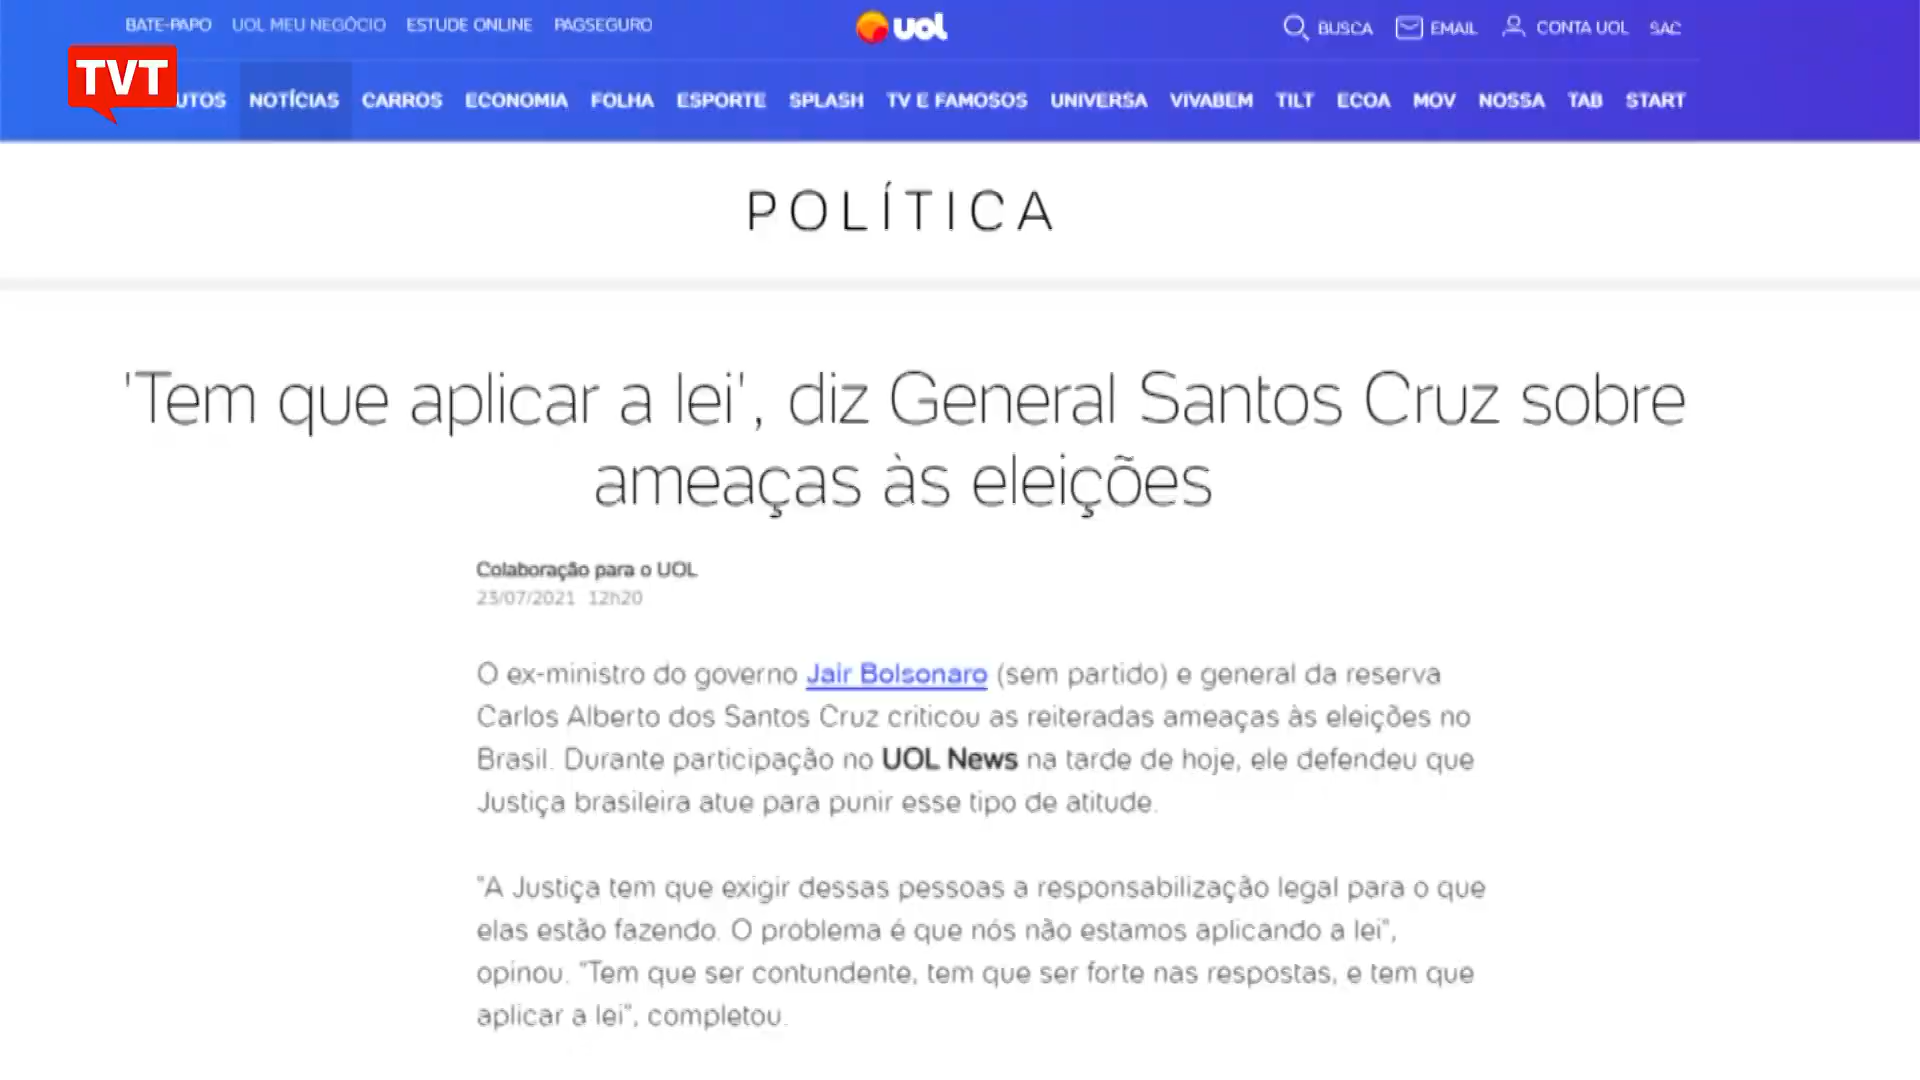 BATE-PAPO UOL MEU NEGÓCIO ESTUDE ONLINE PAGSEGURO uol BUSCA EMAIL CONTA UOL SAC
TVT
UTOS NOTÍCIAS CARROS ECONOMIA FOLHA ESPORTE SPLASH TV E FAMOSOS UNIVERSA VIVABEM TILT ECOA MOV NOSSA TAB START
POLÍTICA
'Tem que aplicar a lei', diz General Santos Cruz sobre
ameaças às eleições
Colaboração para o UOL
23/07/2021 12h20
O ex-ministro do governo Jair Bolsonaro (sem partido) e general da reserva
Carlos Alberto dos Santos Cruz criticou as reiteradas ameaças às eleições no
Brasil. Durante participação no UOL News na tarde de hoje, ele defendeu que
Justiça brasileira atue para punir esse tipo de atitude.
"A Justiça tem que exigir dessas pessoas a responsabilização legal para o que
elas estão fazendo. O problema é que nós não estamos aplicando a lei",
opinou. "Tem que ser contundente, tem que ser forte nas respostas, e tem que
aplicar a lei", completou.